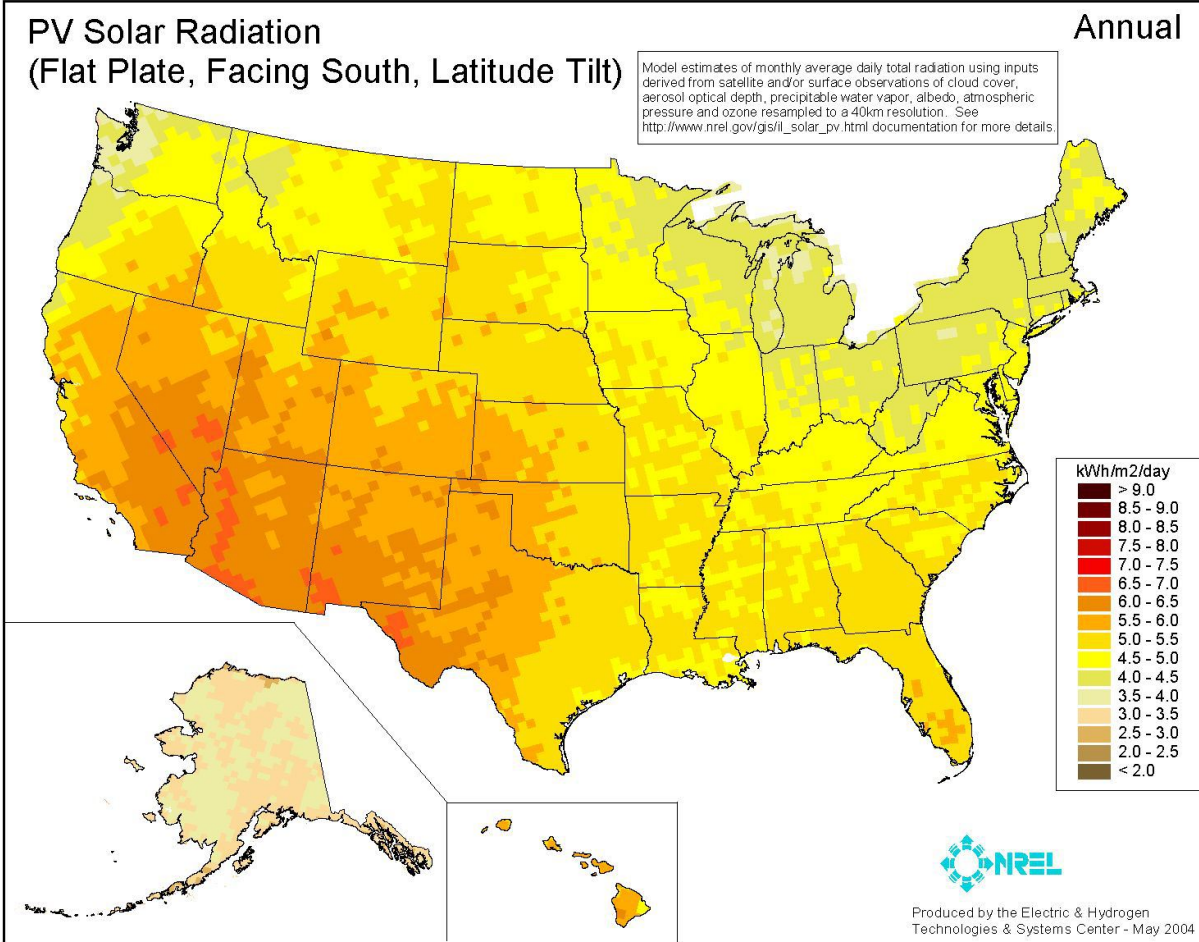 PV Solar Radiation
(Flat Plate, Facing South, Latitude Tilt)
Annual
Model estimates of monthly average daily total radiation using inputs
derived from satellite and/or surface observations of cloud cover,
aerosol optical depth, precipitable water vapor, albedo, atmospheric
pressure and ozone resampled to a 40km resolution. See
http://www.nrel.gov/gis/il_solar_pv.html documentation for more details.
kWh/m2/day
> 9.0
8.5 - 9.0
8.0 - 8.5
7.5 - 8.0
7.0 - 7.5
6.5 - 7.0
6.0 - 6.5
5.5 - 6.0
5.0 - 5.5
4.5 - 5.0
4.0 - 4.5
3.5 - 4.0
3.0 - 3.5
2.5 - 3.0
2.0 - 2.5
< 2.0
NREL
Produced by the Electric & Hydrogen
Technologies & Systems Center - May 2004